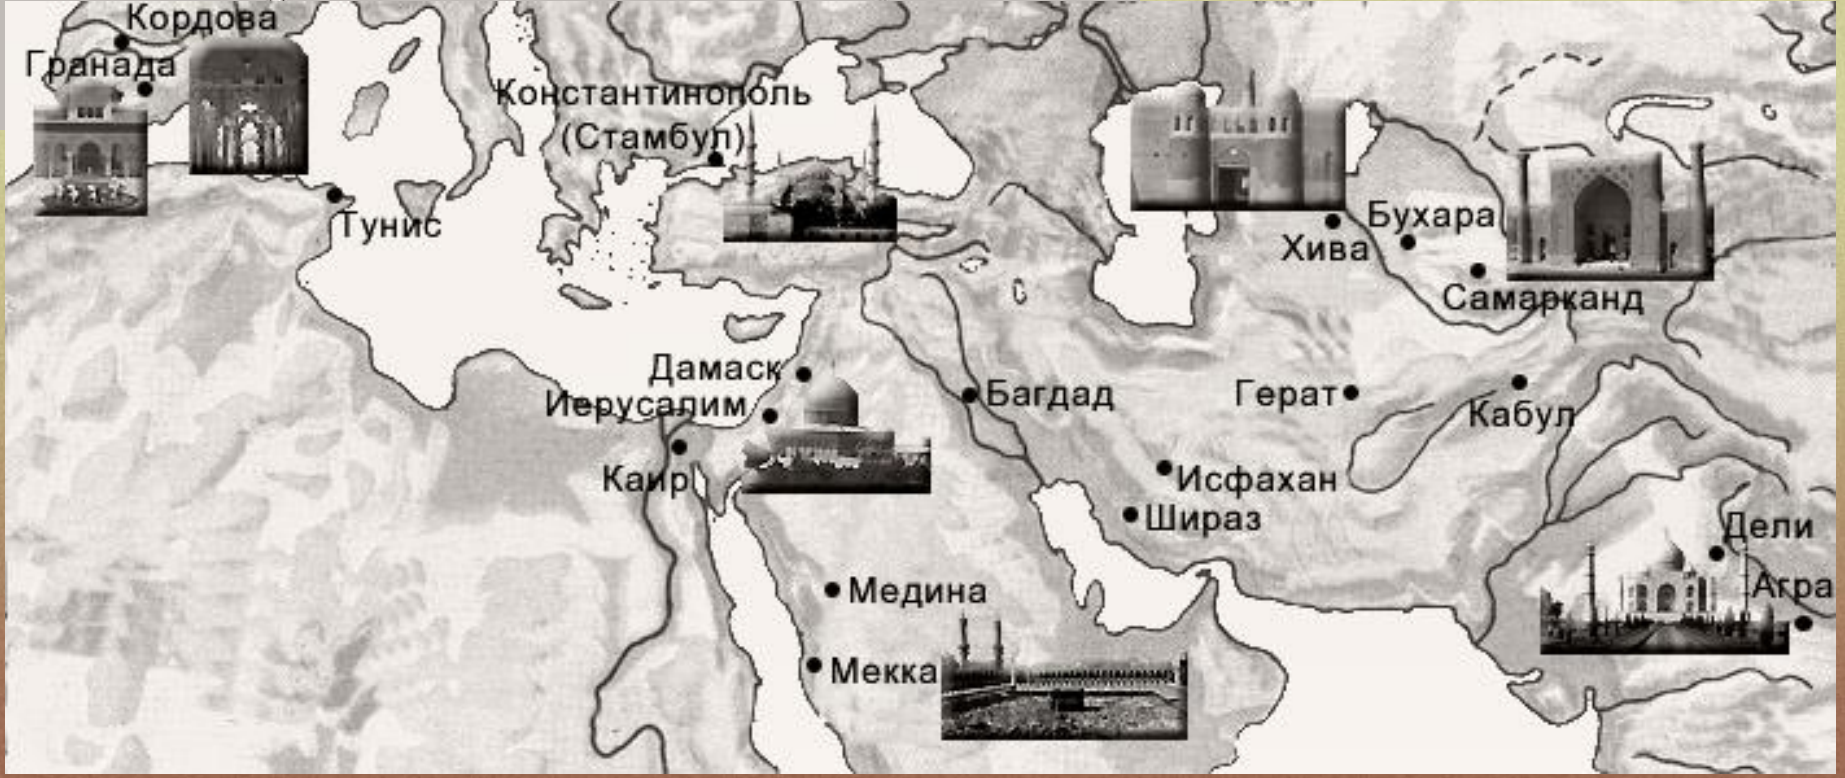 Кордова
Гранада
Константинополь
(Стамбул)
Тунис
Бухара
Хива
Самарканд
Дамаск
Иерусалим
Багдад
Герат
Кабул
Каир
Исфахан
Шираз
Дели
Медина
Агра
Мекка